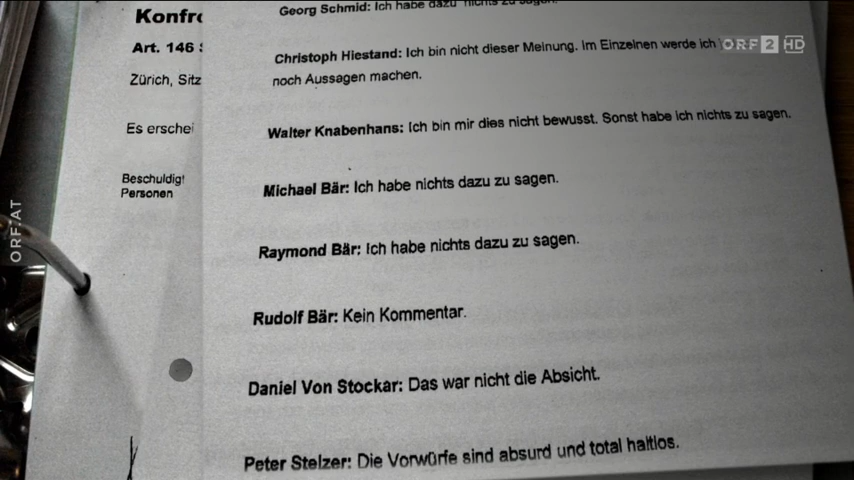 Konfro
Art. 146
Zürich, Sitz
Es erschei
Beschuldigt
Personen
Georg Schmid: Ich habe dazu nichts zu sagen,
Christoph Hiestand: Ich bin nicht dieser Meinung. Im Einzelnen werde ich
noch Aussagen machen.
Walter Knabenhans: Ich bin mir dies nicht bewusst. Sonst habe ich nichts zu sagen.
Michael Bär: Ich habe nichts dazu zu sagen.
Raymond Bär: Ich habe nichts dazu zu sagen.
Rudolf Bär: Kein Kommentar.
Daniel Von Stockar: Das war nicht die Absicht.
Peter Stelzer: Die Vorwürfe sind absurd und total haltlos.
ORF 2 HD
ORF.AT